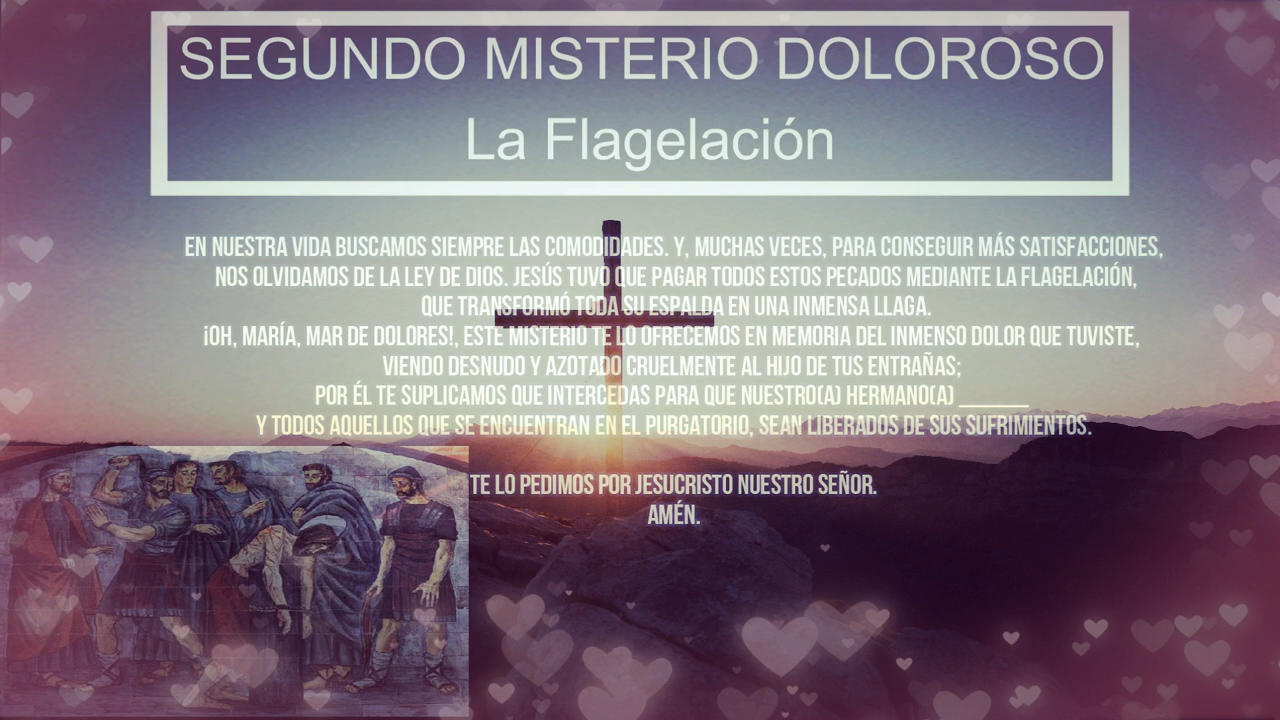 SEGUNDO MISTERIO DOLOROSO
La Flagelación
EN NUESTRA VIDA BUSCAMOS SIEMPRE LAS COMODIDADES. Y, MUCHAS VECES, PARA CONSEGUIR MÁS SATISFACCIONES,
NOS OLVIDAMOS DE LA LEY DE DIOS. JESÚS TUVO QUE PAGAR TODOS ESTOS PECADOS MEDIANTE LA FLAGELACIÓN,
QUE TRANSFORMÓ TODA SU ESPALDA EN UNA INMENSA LLAGA.
¡OH, MARÍA, MAR DE DOLORES!, ESTE MISTERIO TE LO OFRECEMOS EN MEMORIA DEL INMENSO DOLOR QUE TUVISTE,
VIENDO DESNUDO Y AZOTADO CRUELMENTE AL HIJO DE TUS ENTRAÑAS;
POR ÉL TE SUPLICAMOS QUE INTERCEDAS PARA QUE NUESTRO(A) HERMANO(A) ______
Y TODOS AQUELLOS QUE SE ENCUENTRAN EN EL PURGATORIO, SEAN LIBERADOS DE SUS SUFRIMIENTOS.
TE LO PEDIMOS POR JESUCRISTO NUESTRO SEÑOR.
AMÉN.